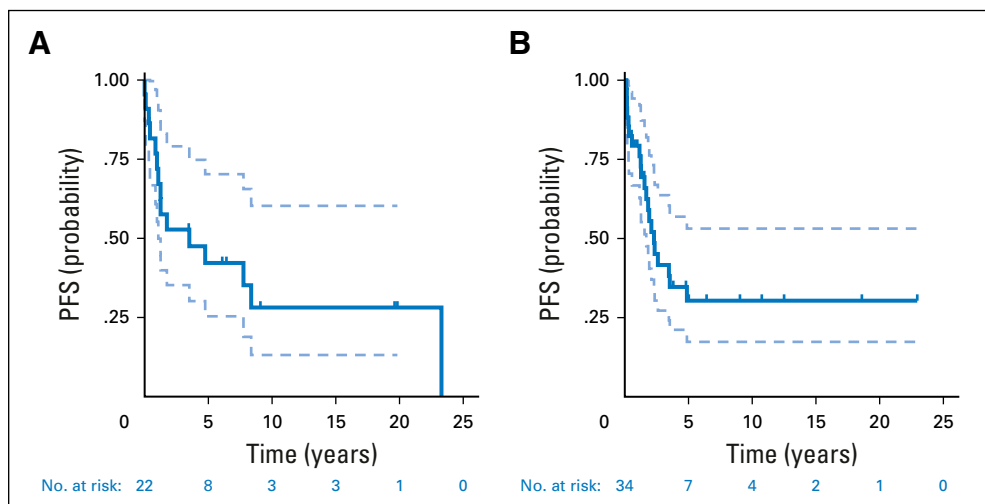 A
PFS (probability)
1.00
.75
.50
.25
0
5
10
15
20
25
Time (years)
No. at risk: 22 8 3 3 1 0
B
PFS (probability)
1.00
.75
.50
.25
0
5
10
15
20
25
Time (years)
No. at risk: 34 7 4 2 1 0